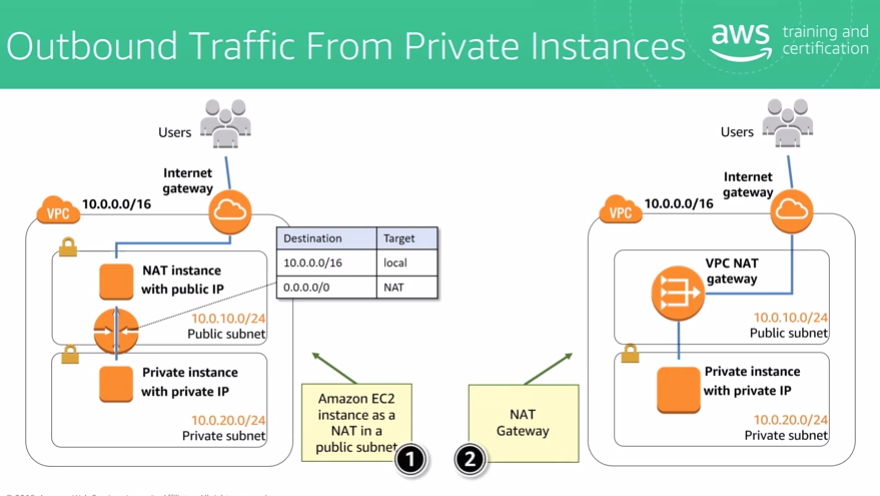 Outbound Traffic From Private Instances
aws training and
certification
Users
Internet
gateway
VPC
10.0.0.0/16
Destination Target
10.0.0.0/16 local
0.0.0.0/0 NAT
NAT instance
with public IP
10.0.10.0/24
Public subnet
Private instance
with private IP
10.0.20.0/24
Private subnet
Amazon EC2
instance as a
NAT in a
public subnet
1
Users
Internet
gateway
VPC
10.0.0.0/16
VPC NAT
gateway
10.0.10.0/24
Public subnet
Private instance
with private IP
10.0.20.0/24
Private subnet
NAT
Gateway
2